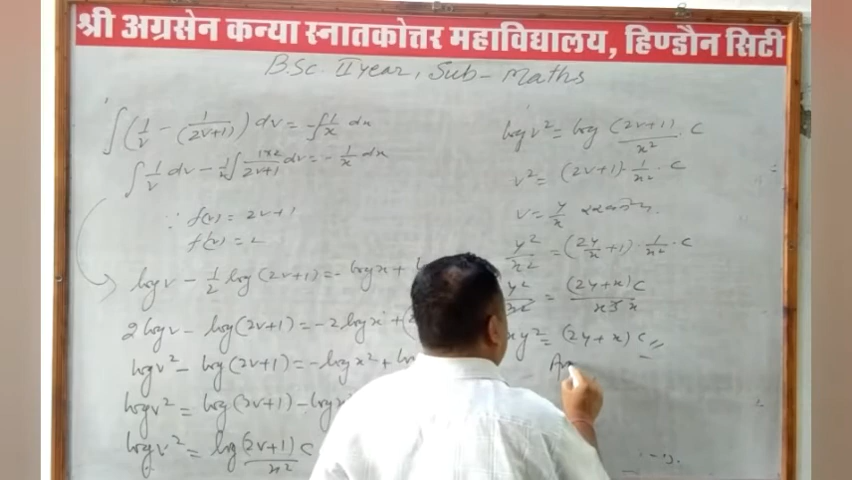 श्री अग्रसेन कन्या स्नातकोत्तर महाविद्यालय, हिण्डौन सिटी
B.Sc. II year, Sub- Maths
∫(1/v - 1/(2v+1)) dv = -∫1/x dx
∫1/v dv - 1/2∫ 1×2/2v+1 dv = - 1/x dx
∵ f(v) = 2v+1
f'(v) = 2
log v - 1/2 log (2v+1) = - log x +
2 log v - log(2v+1) = -2 log x +
log v² - log (2v+1) = - log x² +
log v² = log (2v+1) - log x
log v² = log (2v+1) C / x²
log v² = log (2v+1)/x² · C
v² = (2v+1) · 1/x² · C
v = y/x
y²/x² = (2y/x + 1) · 1/x² · C
= (2y+x) C
xy² = (2y+x) C